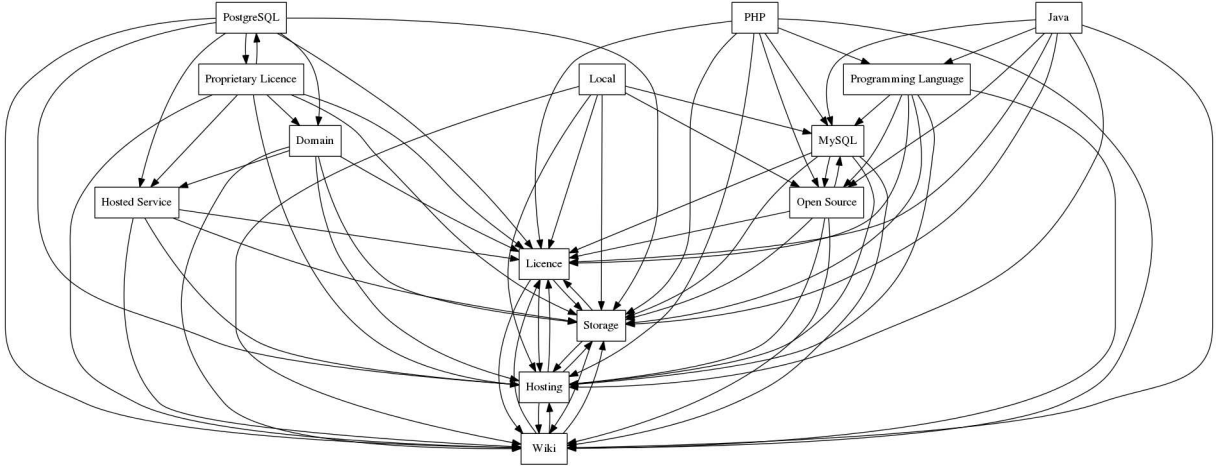 PostgreSQL
PHP
Java
Proprietary Licence
Local
Programming Language
Domain
MySQL
Hosted Service
Open Source
Licence
Storage
Hosting
Wiki